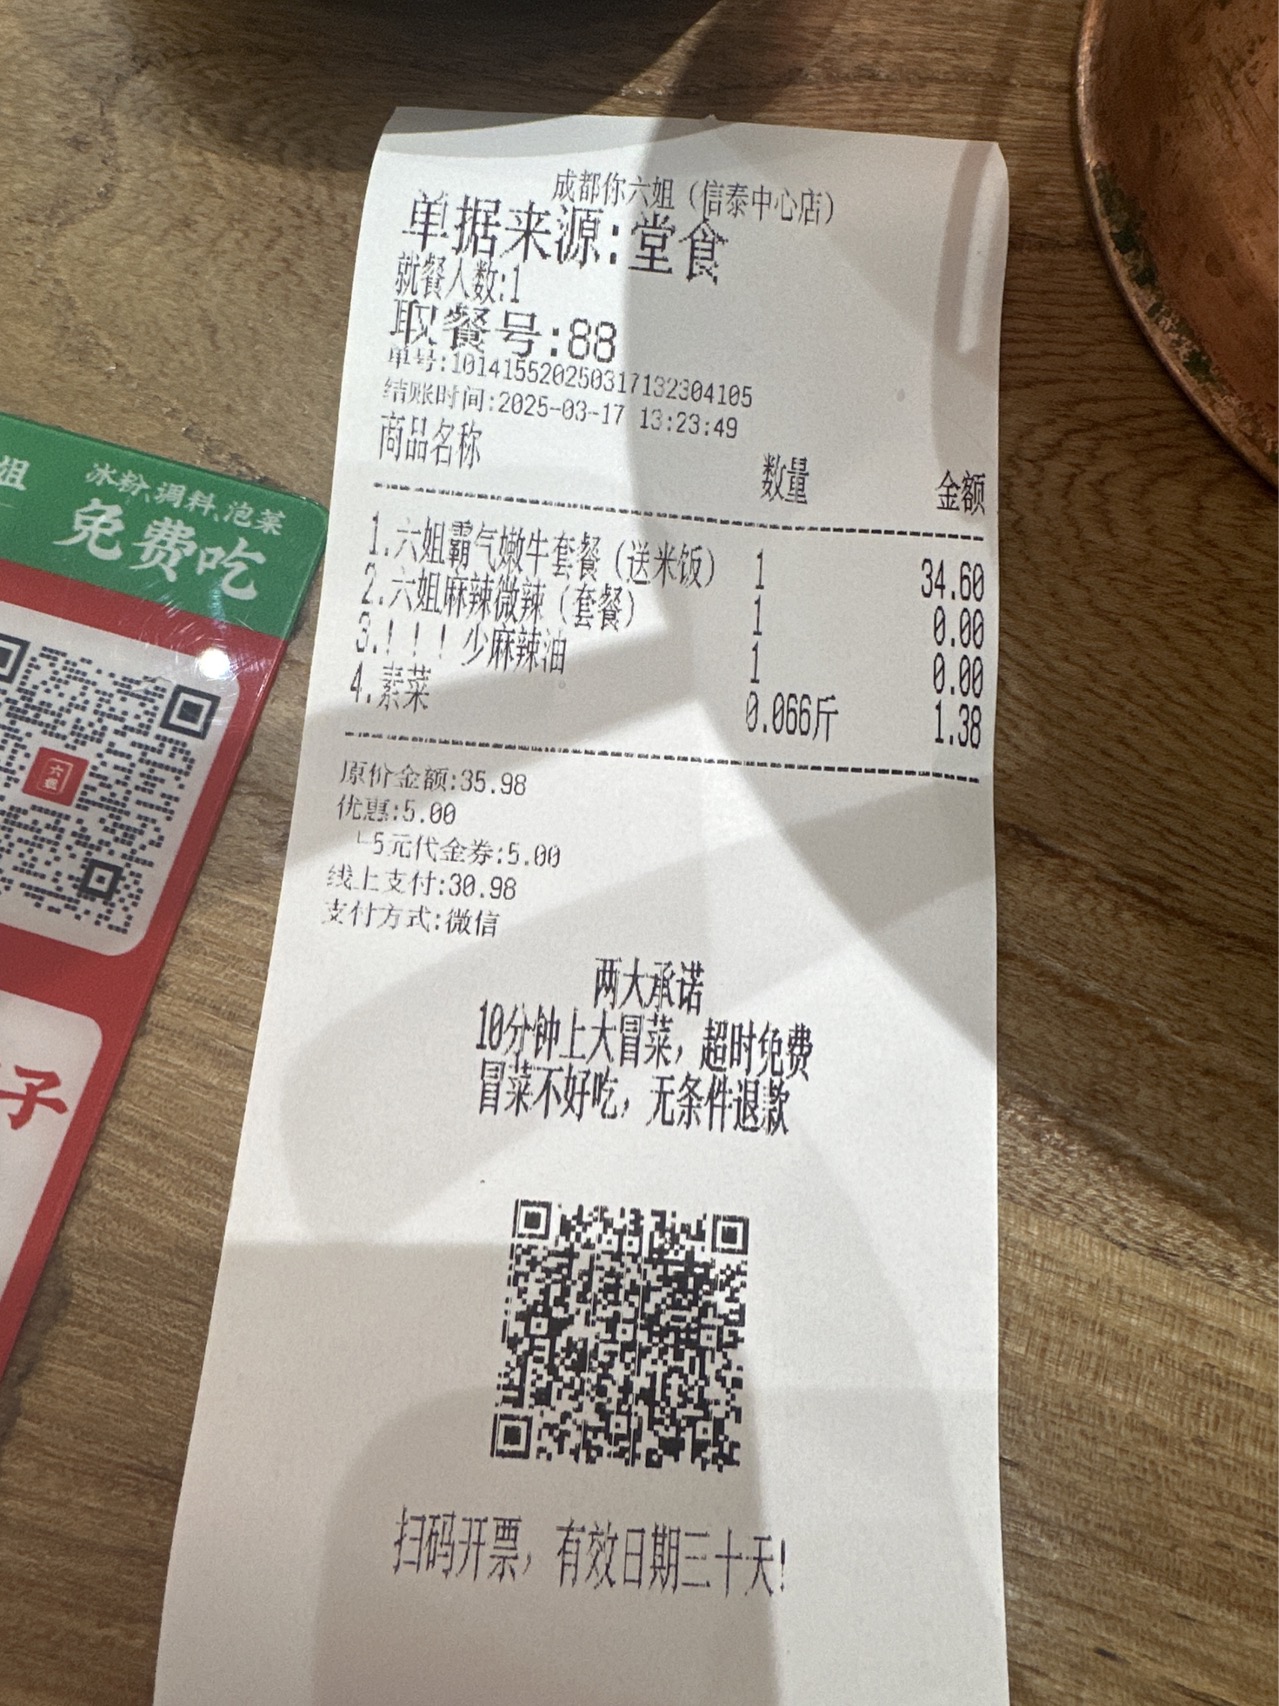 成都你六姐（信泰中心店）
单据来源:堂食
就餐人数:1
取餐号:88
单号:101415520250317132304105
结账时间:2025-03-17 13:23:49
商品名称 数量 金额
1.六姐霸气嫩牛套餐（送米饭） 1 34.60
2.六姐麻辣微辣（套餐） 1 0.00
3.！！！少麻辣油 1 0.00
4.素菜 0.066斤 1.38
原价金额:35.98
优惠:5.00
└5元代金券:5.00
线上支付:30.98
支付方式:微信
两大承诺
10分钟上大冒菜，超时免费
冒菜不好吃，无条件退款
扫码开票，有效日期三十天!
姐
冰粉、调料、泡菜
免费吃
六姐
子